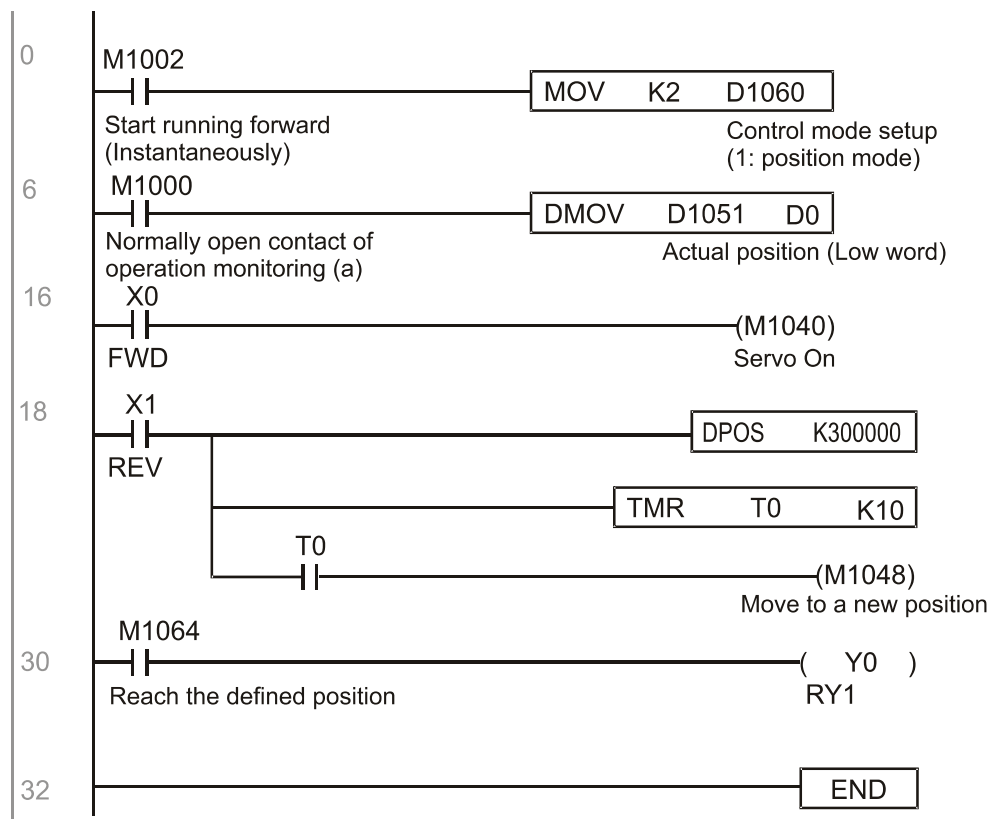 0
M1002
MOV K2 D1060
Start running forward
(Instantaneously)
Control mode setup
(1: position mode)
6
M1000
DMOV D1051 D0
Normally open contact of
operation monitoring (a)
Actual position (Low word)
16
X0
(M1040)
FWD
Servo On
18
X1
DPOS K300000
REV
TMR T0 K10
T0
(M1048)
Move to a new position
M1064
30
( Y0 )
Reach the defined position
RY1
32
END